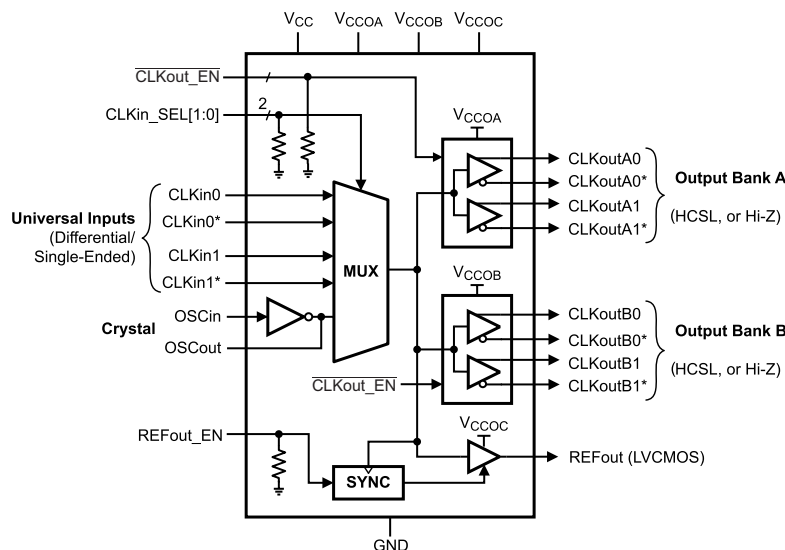 VCC VCCOA VCCOB VCCOC
CLKout_EN
CLKin_SEL[1:0]
2
VCCOA
CLKoutA0
CLKoutA0*
CLKoutA1
CLKoutA1*
Output Bank A
(HCSL, or Hi-Z)
Universal Inputs
(Differential/
Single-Ended)
CLKin0
CLKin0*
CLKin1
CLKin1*
MUX
Crystal
OSCin
OSCout
VCCOB
CLKoutB0
CLKoutB0*
CLKoutB1
CLKoutB1*
Output Bank B
(HCSL, or Hi-Z)
CLKout_EN
REFout_EN
SYNC
VCCOC
REFout (LVCMOS)
GND